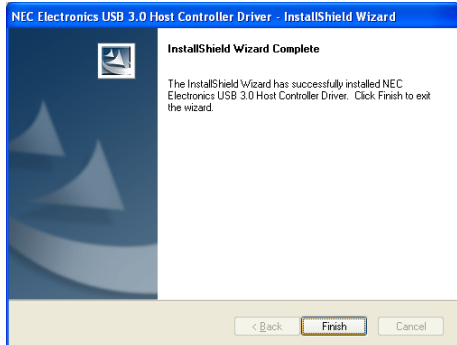 NEC Electronics USB 3.0 Host Controller Driver - InstallShield Wizard
InstallShield Wizard Complete
The InstallShield Wizard has successfully installed NEC
Electronics USB 3.0 Host Controller Driver. Click Finish to exit
the wizard.
< Back Finish Cancel